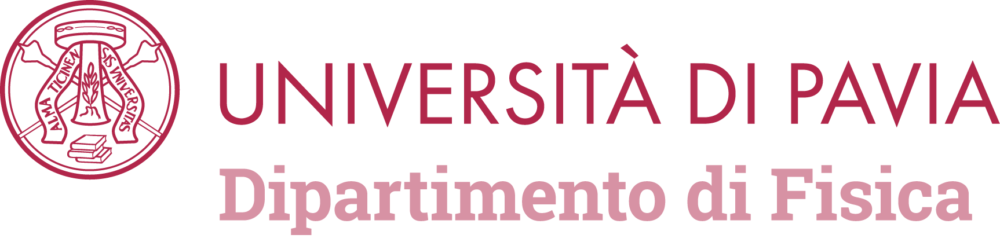 ALMA TICINENSIS UNIVERSITAS
UNIVERSITÀ DI PAVIA
Dipartimento di Fisica